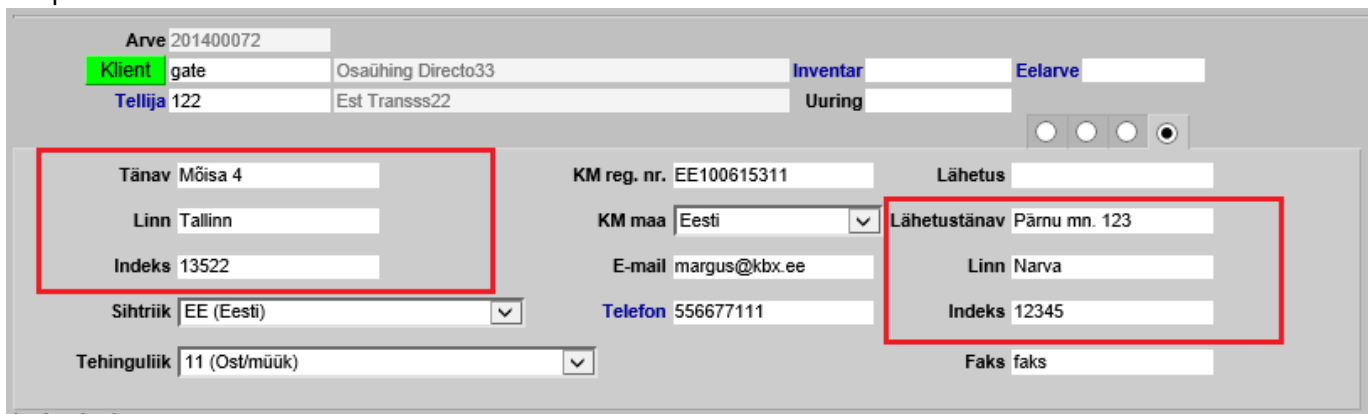 Arve 201400072
Klient gate Osaühing Directo33 Inventar Eelarve
Tellija 122 Est Transss22 Uuring
Tänav Mõisa 4 KM reg. nr. EE100615311 Lähetus
Linn Tallinn KM maa Eesti Lähetustänav Pärnu mn. 123
Indeks 13522 E-mail margus@kbx.ee Linn Narva
Sihtriik EE (Eesti) Telefon 556677111 Indeks 12345
Tehinguliik 11 (Ost/müük) Faks faks